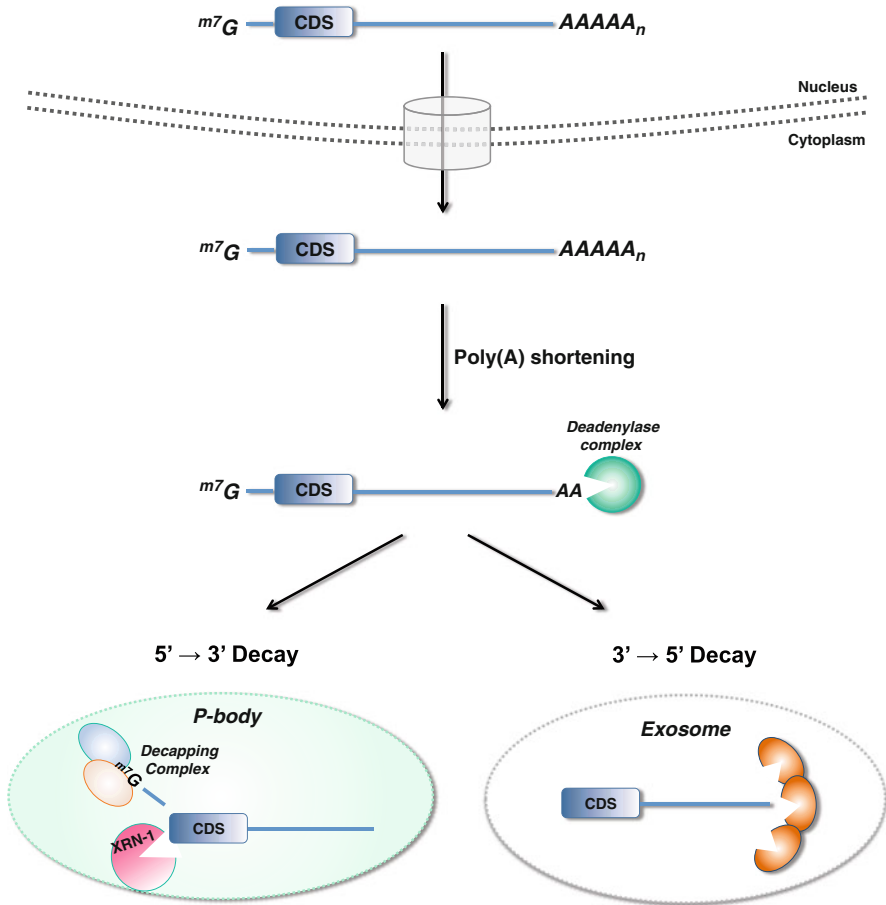 m7G CDS AAAAAn
Nucleus
Cytoplasm
m7G CDS AAAAAn
Poly(A) shortening
Deadenylase
complex
m7G CDS AA
5’ → 3’ Decay
3’ → 5’ Decay
P-body
Decapping
Complex
m7G
CDS
XRN-1
Exosome
CDS